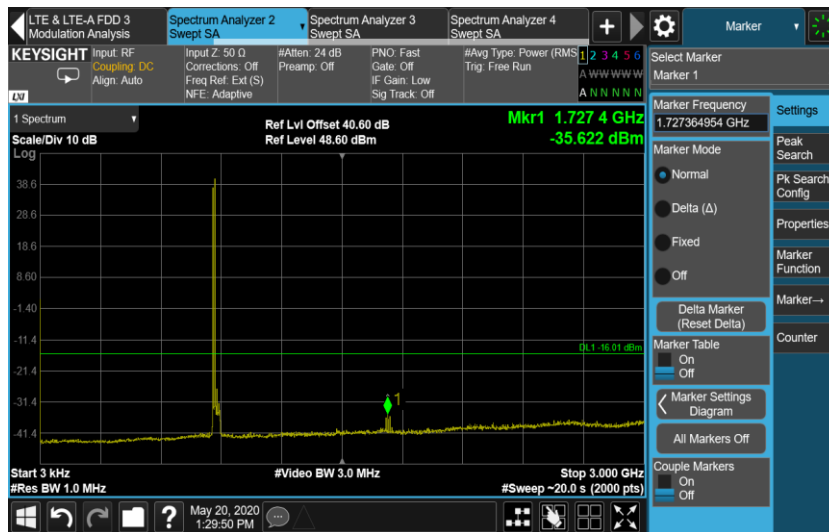 LTE & LTE-A FDD 3
Modulation Analysis
Spectrum Analyzer 2
Swept SA
Spectrum Analyzer 3
Swept SA
Spectrum Analyzer 4
Swept SA
+
Marker
KEYSIGHT
LXI
Input: RF
Coupling: DC
Align: Auto
Input Z: 50 Ω
Corrections: Off
Freq Ref: Ext (S)
NFE: Adaptive
#Atten: 24 dB
Preamp: Off
PNO: Fast
Gate: Off
IF Gain: Low
Sig Track: Off
#Avg Type: Power (RMS
Trig: Free Run
1 2 3 4 5 6
A W W W W W
A N N N N N
Select Marker
Marker 1
1 Spectrum
Scale/Div 10 dB
Log
Ref Lvl Offset 40.60 dB
Ref Level 48.60 dBm
Mkr1 1.727 4 GHz
-35.622 dBm
38.6
28.6
18.6
8.60
-1.40
-11.4
-21.4
-31.4
-41.4
DL1 -16.01 dBm
1
Start 3 kHz
#Res BW 1.0 MHz
#Video BW 3.0 MHz
Stop 3.000 GHz
#Sweep ~20.0 s (2000 pts)
Marker Frequency
1.727364954 GHz
Marker Mode
Normal
Delta (Δ)
Fixed
Off
Delta Marker
(Reset Delta)
Marker Table
On
Off
Marker Settings
Diagram
All Markers Off
Couple Markers
On
Off
Settings
Peak
Search
Pk Search
Config
Properties
Marker
Function
Marker→
Counter
?
May 20, 2020
1:29:50 PM